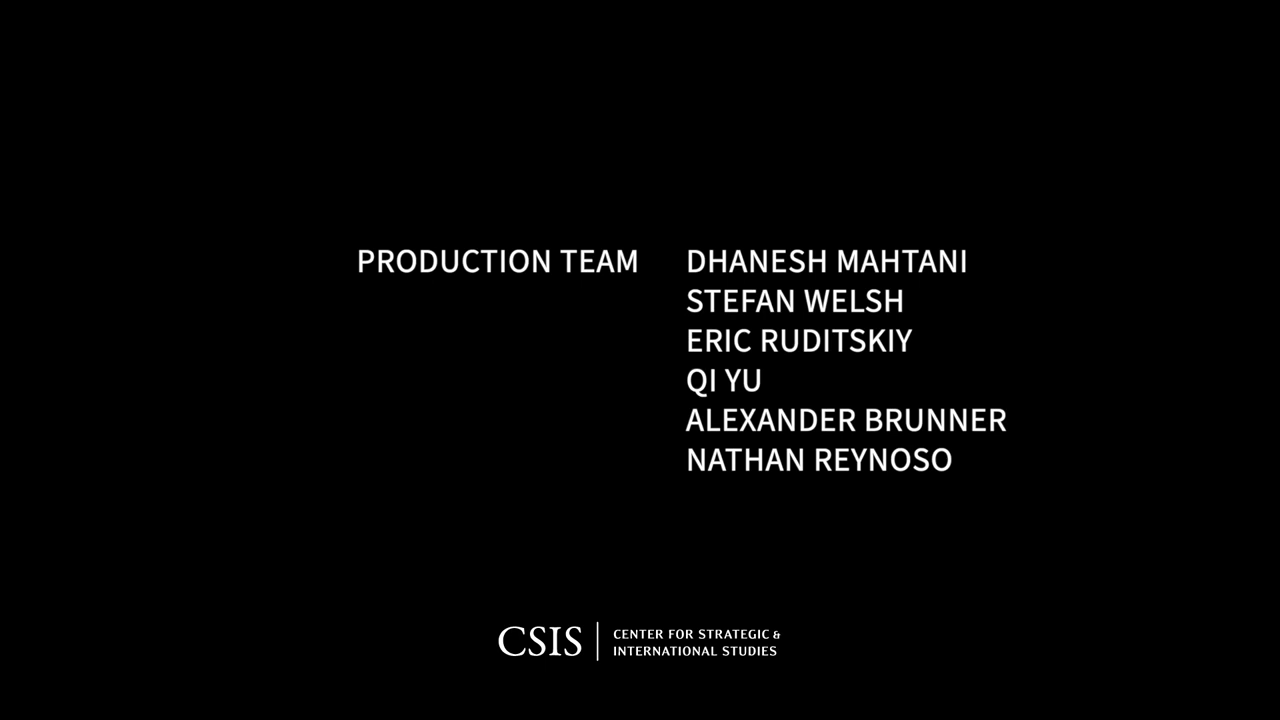 PRODUCTION TEAM DHANESH MAHTANI
STEFAN WELSH
ERIC RUDITSKIY
QI YU
ALEXANDER BRUNNER
NATHAN REYNOSO
CSIS
CENTER FOR STRATEGIC &
INTERNATIONAL STUDIES